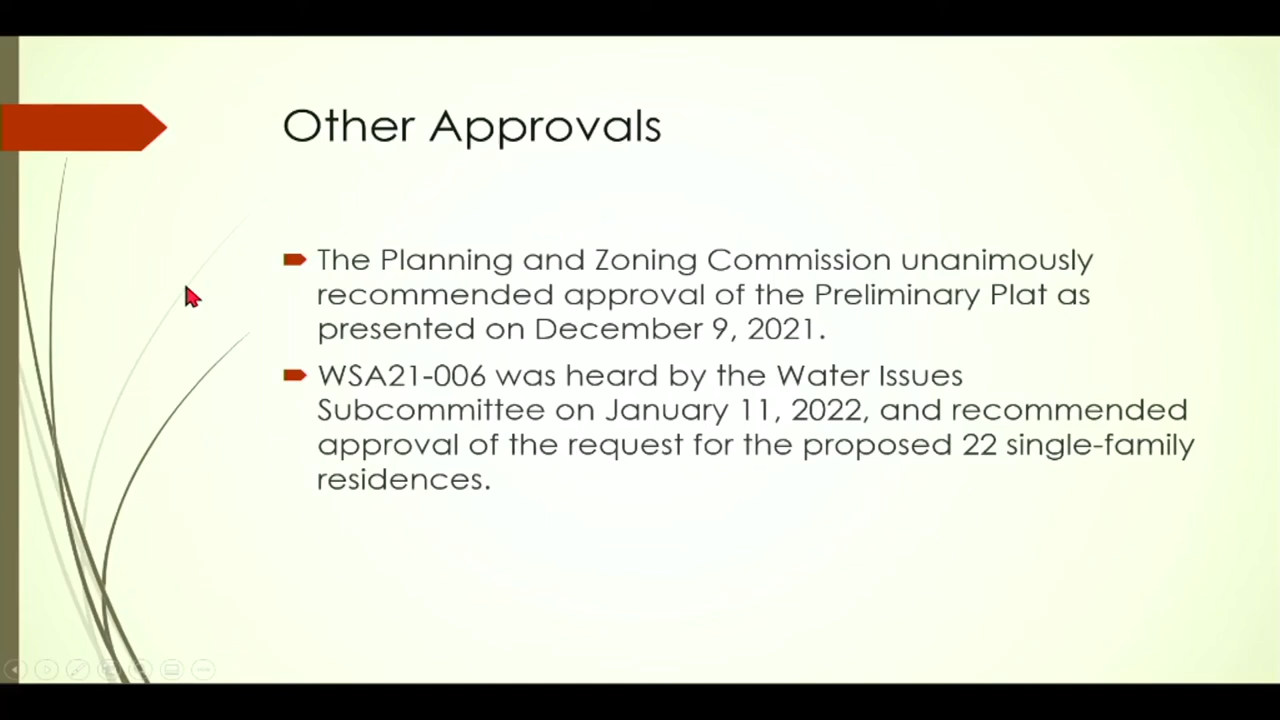 Other Approvals
The Planning and Zoning Commission unanimously
recommended approval of the Preliminary Plat as
presented on December 9, 2021.
WSA21-006 was heard by the Water Issues
Subcommittee on January 11, 2022, and recommended
approval of the request for the proposed 22 single-family
residences.